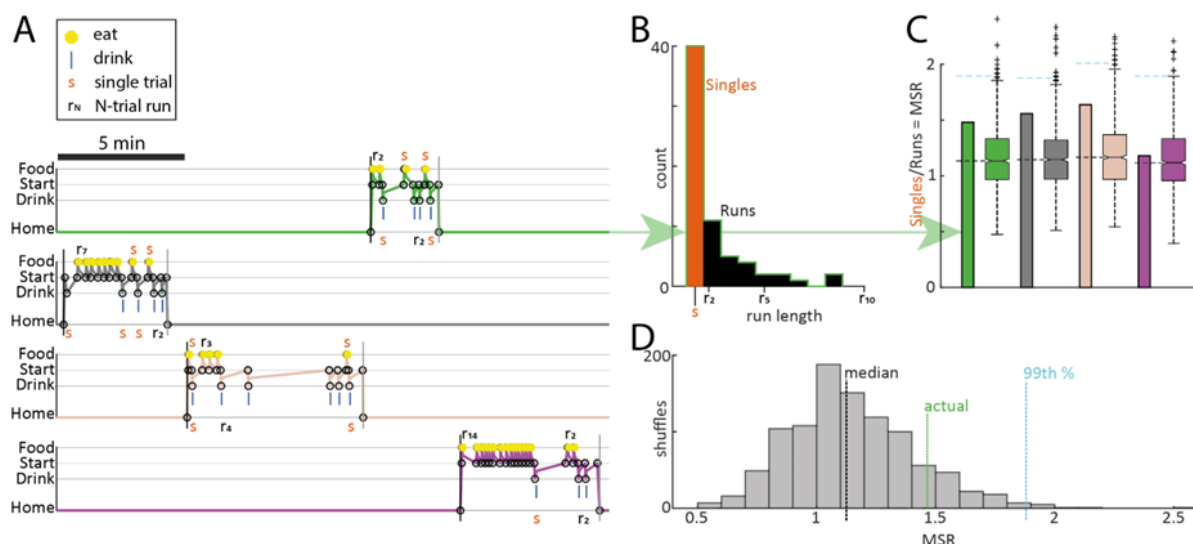 A
eat
drink
s single trial
rN N-trial run
5 min
r2 s s
Food
Start
Drink
Home
s r2 s
r7 s s
Food
Start
Drink
Home
s s s r2
s r3 s
Food
Start
Drink
Home
s r4 s
r14 r2
Food
Start
Drink
Home
s r2
B
40
Singles
count
Runs
0
s r2 r5 r10
run length
C
2
1
0
Singles/Runs = MSR
D
200
median
99th %
actual
shuffles
0
0.5 1 1.5 2 2.5
MSR